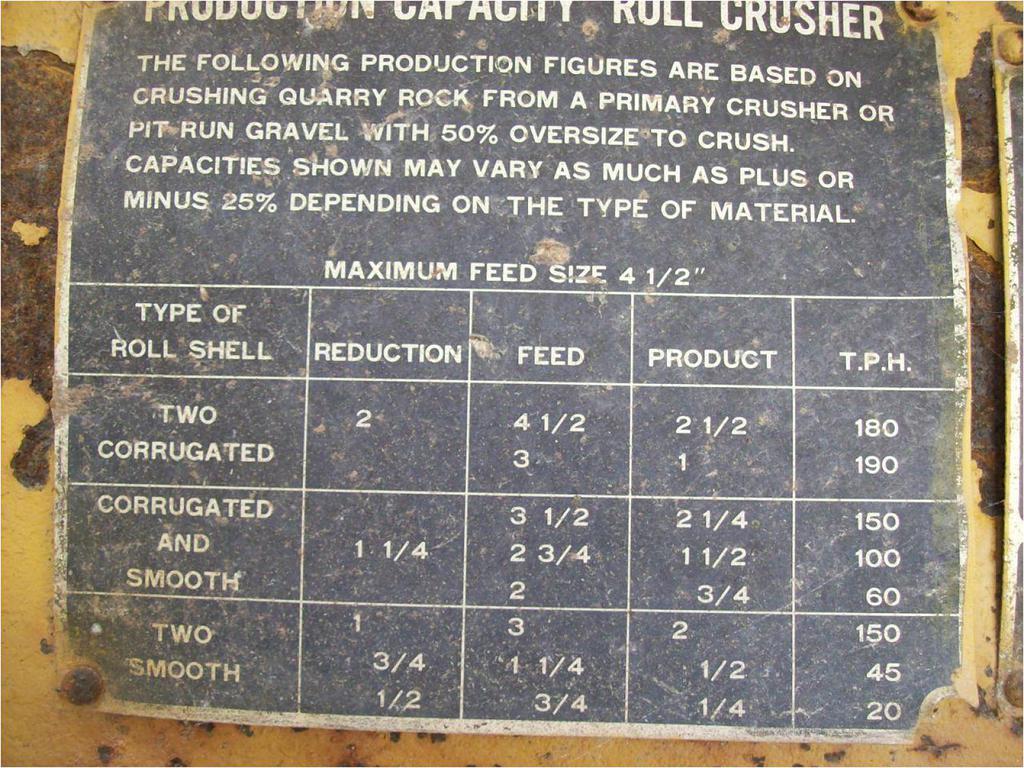 PRODUCTION CAPACITY ROLL CRUSHER
THE FOLLOWING PRODUCTION FIGURES ARE BASED ON
CRUSHING QUARRY ROCK FROM A PRIMARY CRUSHER OR
PIT RUN GRAVEL WITH 50% OVERSIZE TO CRUSH.
CAPACITIES SHOWN MAY VARY AS MUCH AS PLUS OR
MINUS 25% DEPENDING ON THE TYPE OF MATERIAL.
MAXIMUM FEED SIZE 4 1/2"
TYPE OF
ROLL SHELL REDUCTION FEED PRODUCT T.P.H.
TWO 2 4 1/2 2 1/2 180
CORRUGATED 3 1 190
CORRUGATED 3 1/2 2 1/4 150
AND 1 1/4 2 3/4 1 1/2 100
SMOOTH 2 3/4 60
TWO 1 3 2 150
SMOOTH 3/4 1 1/4 1/2 45
1/2 3/4 1/4 20